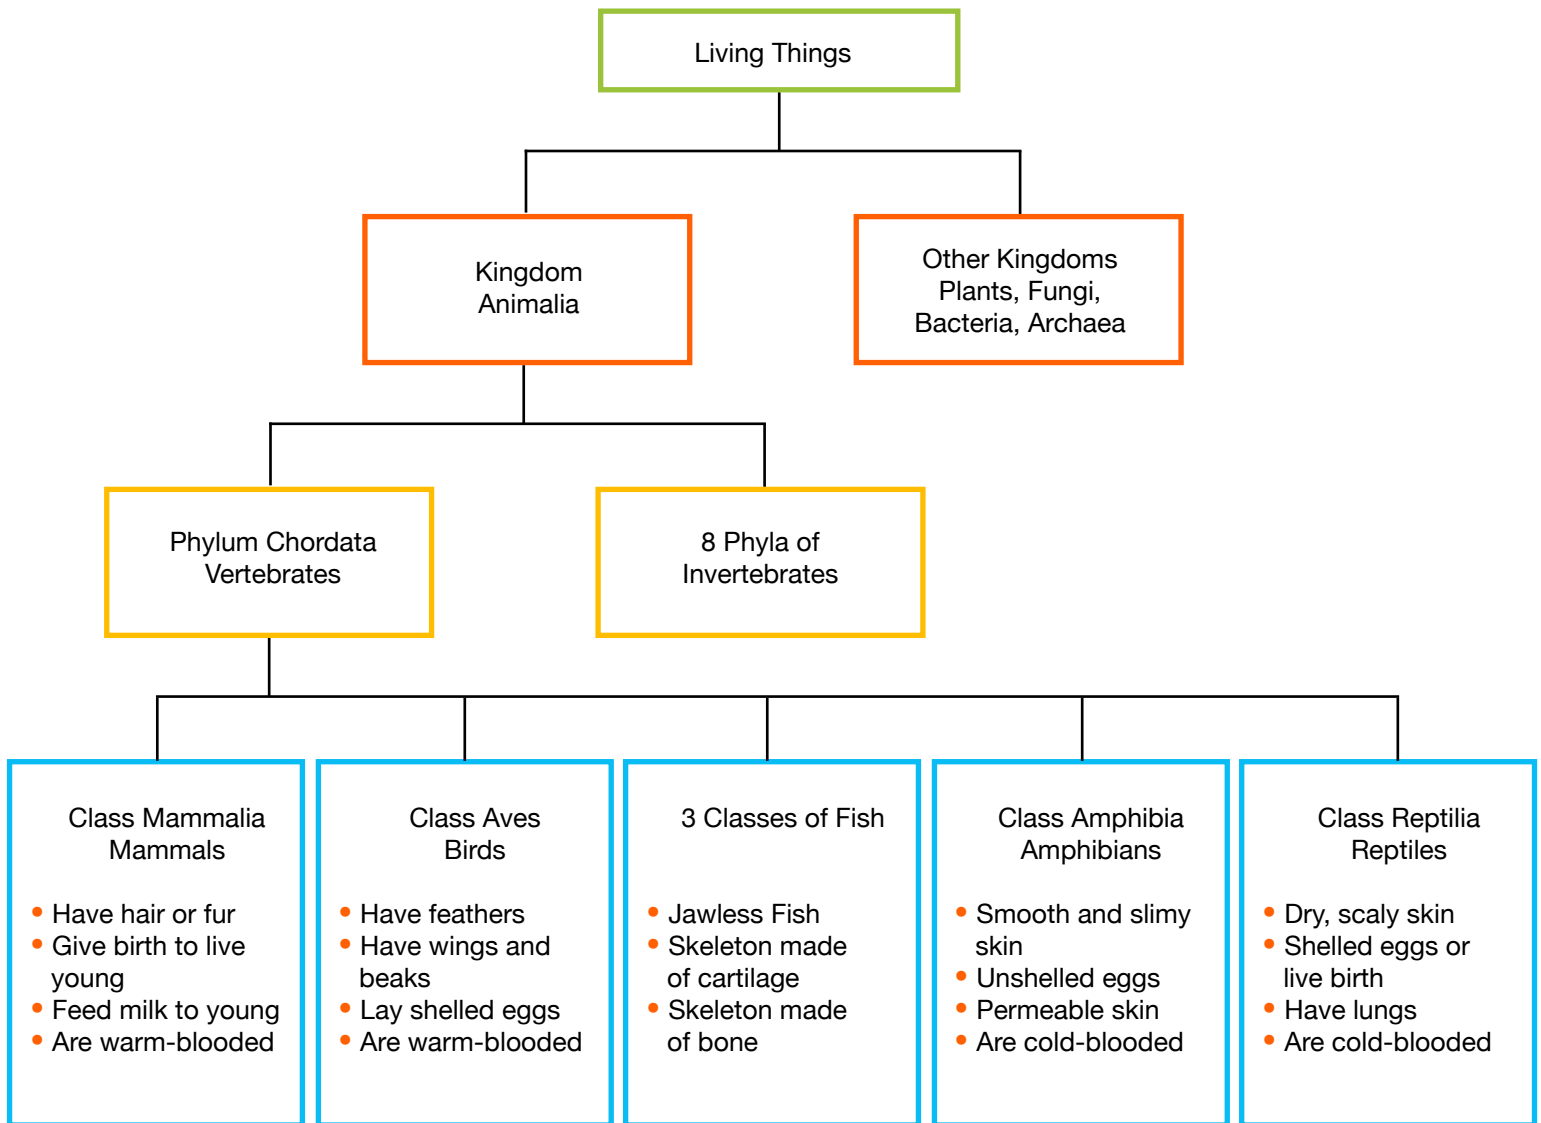 Living Things
Kingdom
Animalia
Other Kingdoms
Plants, Fungi,
Bacteria, Archaea
Phylum Chordata
Vertebrates
8 Phyla of
Invertebrates
Class Mammalia
Mammals
• Have hair or fur
• Give birth to live
young
• Feed milk to young
• Are warm-blooded
Class Aves
Birds
• Have feathers
• Have wings and
beaks
• Lay shelled eggs
• Are warm-blooded
3 Classes of Fish
• Jawless Fish
• Skeleton made
of cartilage
• Skeleton made
of bone
Class Amphibia
Amphibians
• Smooth and slimy
skin
• Unshelled eggs
• Permeable skin
• Are cold-blooded
Class Reptilia
Reptiles
• Dry, scaly skin
• Shelled eggs or
live birth
• Have lungs
• Are cold-blooded